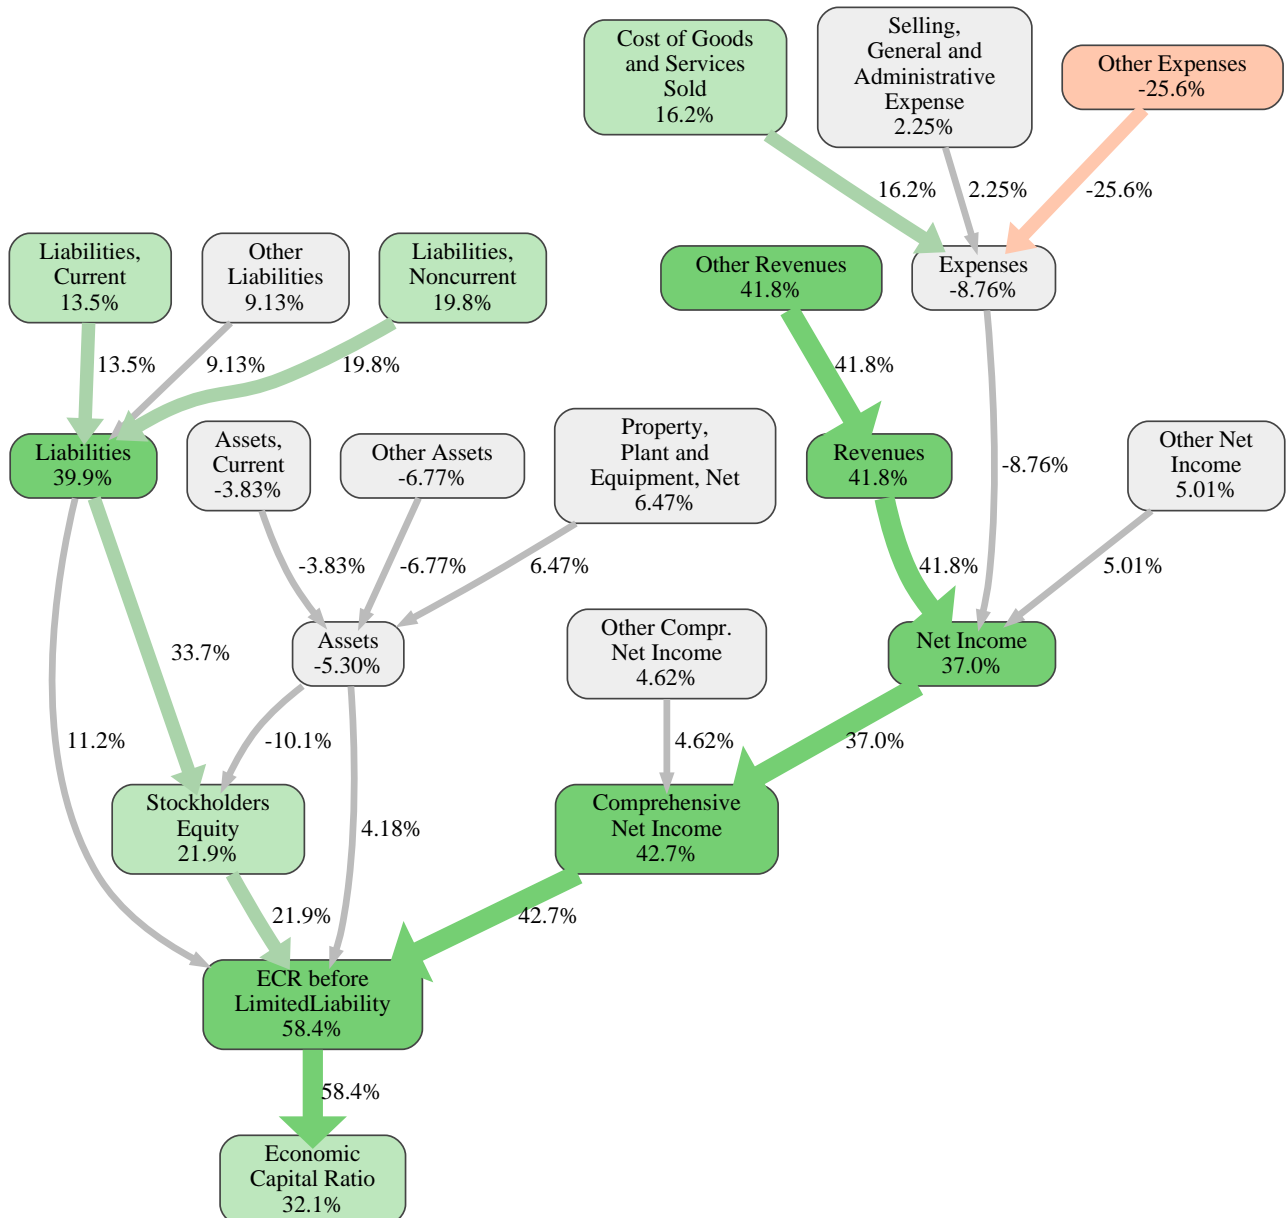 Cost of Goods
and Services
Sold
16.2%
Selling,
General and
Administrative
Expense
2.25%
Other Expenses
-25.6%
16.2%
2.25%
-25.6%
Liabilities,
Current
13.5%
Other
Liabilities
9.13%
Liabilities,
Noncurrent
19.8%
Other Revenues
41.8%
Expenses
-8.76%
13.5%
9.13%
19.8%
41.8%
Liabilities
39.9%
Assets,
Current
-3.83%
Other Assets
-6.77%
Property,
Plant and
Equipment, Net
6.47%
Revenues
41.8%
-8.76%
Other Net
Income
5.01%
-3.83%
-6.77%
6.47%
41.8%
5.01%
33.7%
Assets
-5.30%
Other Compr.
Net Income
4.62%
Net Income
37.0%
11.2%
-10.1%
4.62%
37.0%
Stockholders
Equity
21.9%
4.18%
Comprehensive
Net Income
42.7%
21.9%
42.7%
ECR before
LimitedLiability
58.4%
58.4%
Economic
Capital Ratio
32.1%